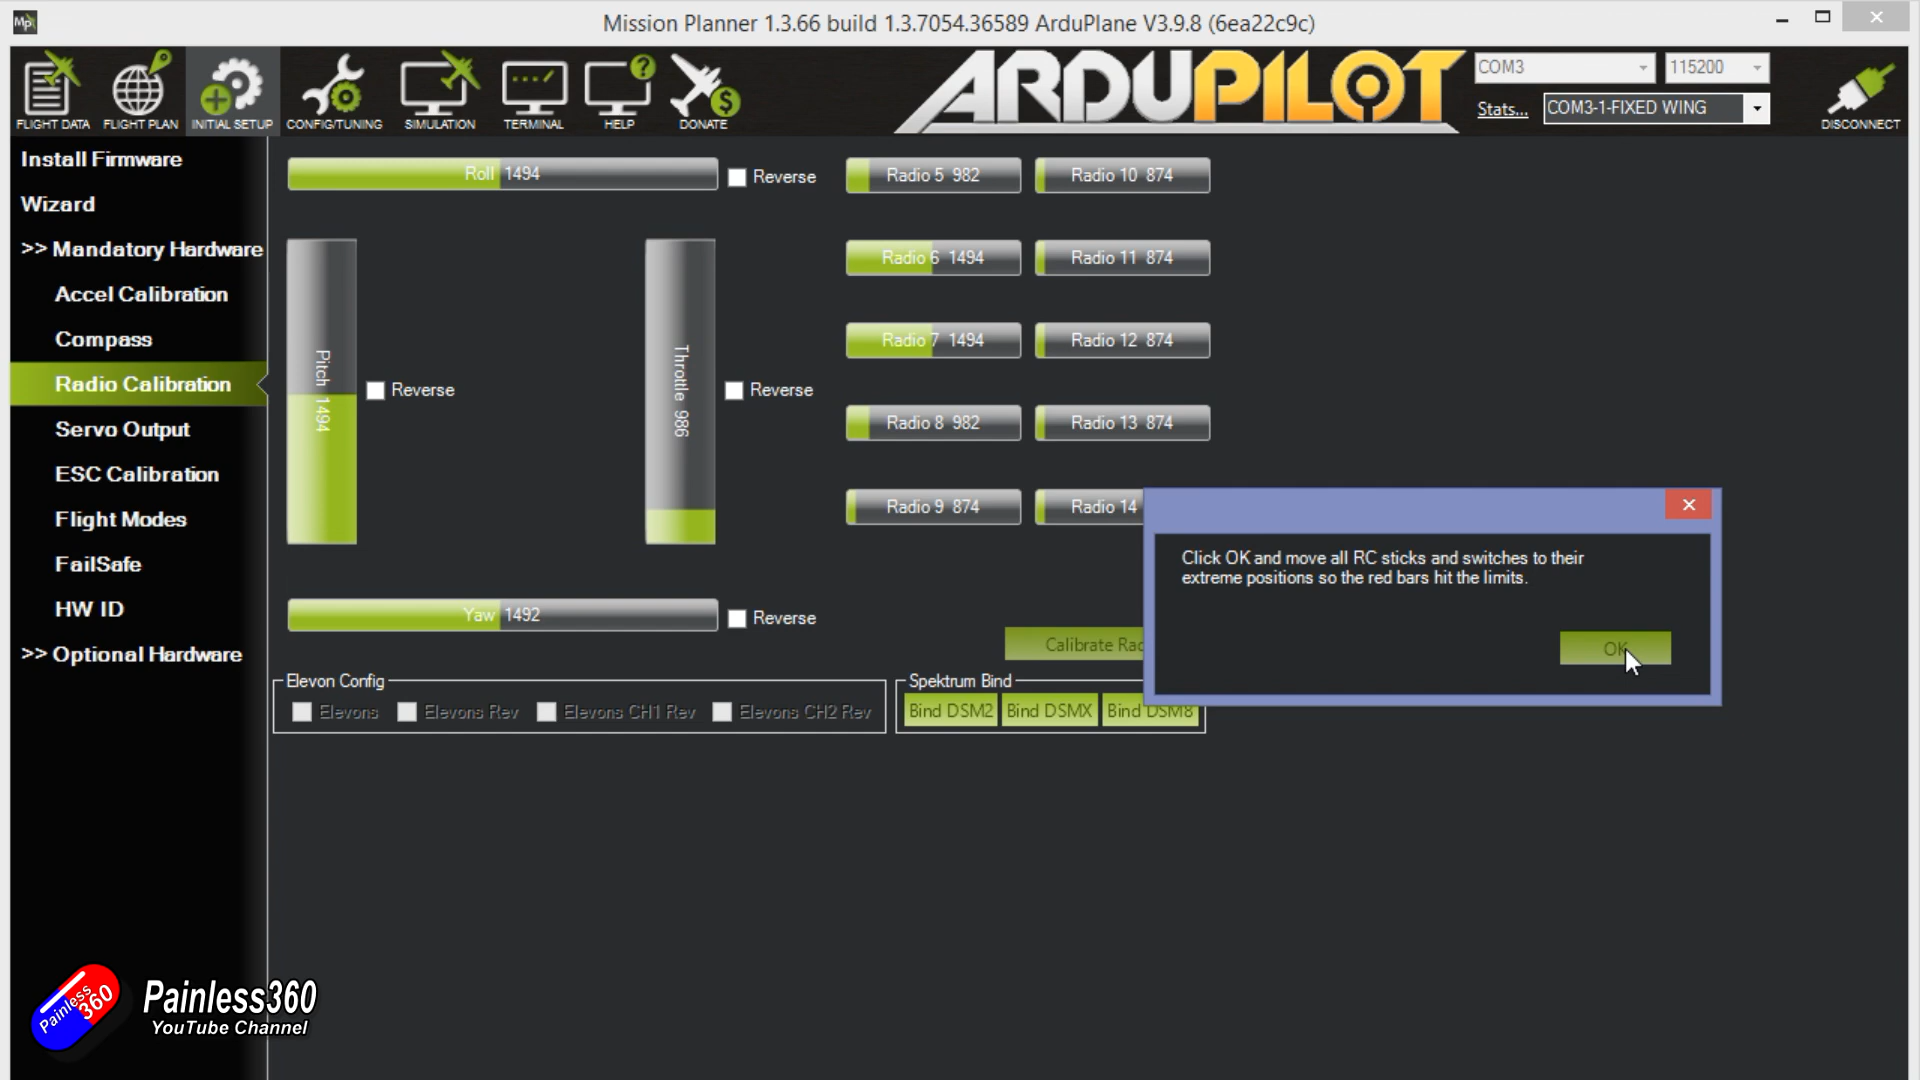 Mp
Mission Planner 1.3.66 build 1.3.7054.36589 ArduPlane V3.9.8 (6ea22c9c)
FLIGHT DATA
FLIGHT PLAN
INITIAL SETUP
CONFIG/TUNING
SIMULATION
TERMINAL
HELP
DONATE
ARDUPILOT
COM3
115200
Stats...
COM3-1-FIXED WING
DISCONNECT
Install Firmware
Wizard
>> Mandatory Hardware
Accel Calibration
Compass
Radio Calibration
Servo Output
ESC Calibration
Flight Modes
FailSafe
HW ID
>> Optional Hardware
Roll 1494
Reverse
Pitch 1494
Reverse
Throttle 986
Reverse
Yaw 1492
Reverse
Radio 5 982
Radio 10 874
Radio 6 1494
Radio 11 874
Radio 7 1494
Radio 12 874
Radio 8 982
Radio 13 874
Radio 9 874
Radio 14
Click OK and move all RC sticks and switches to their
extreme positions so the red bars hit the limits.
OK
Calibrate Rad
Elevon Config
Elevons
Elevons Rev
Elevons CH1 Rev
Elevons CH2 Rev
Spektrum Bind
Bind DSM2
Bind DSMX
Bind DSM8
Painless
360
Painless360
YouTube Channel